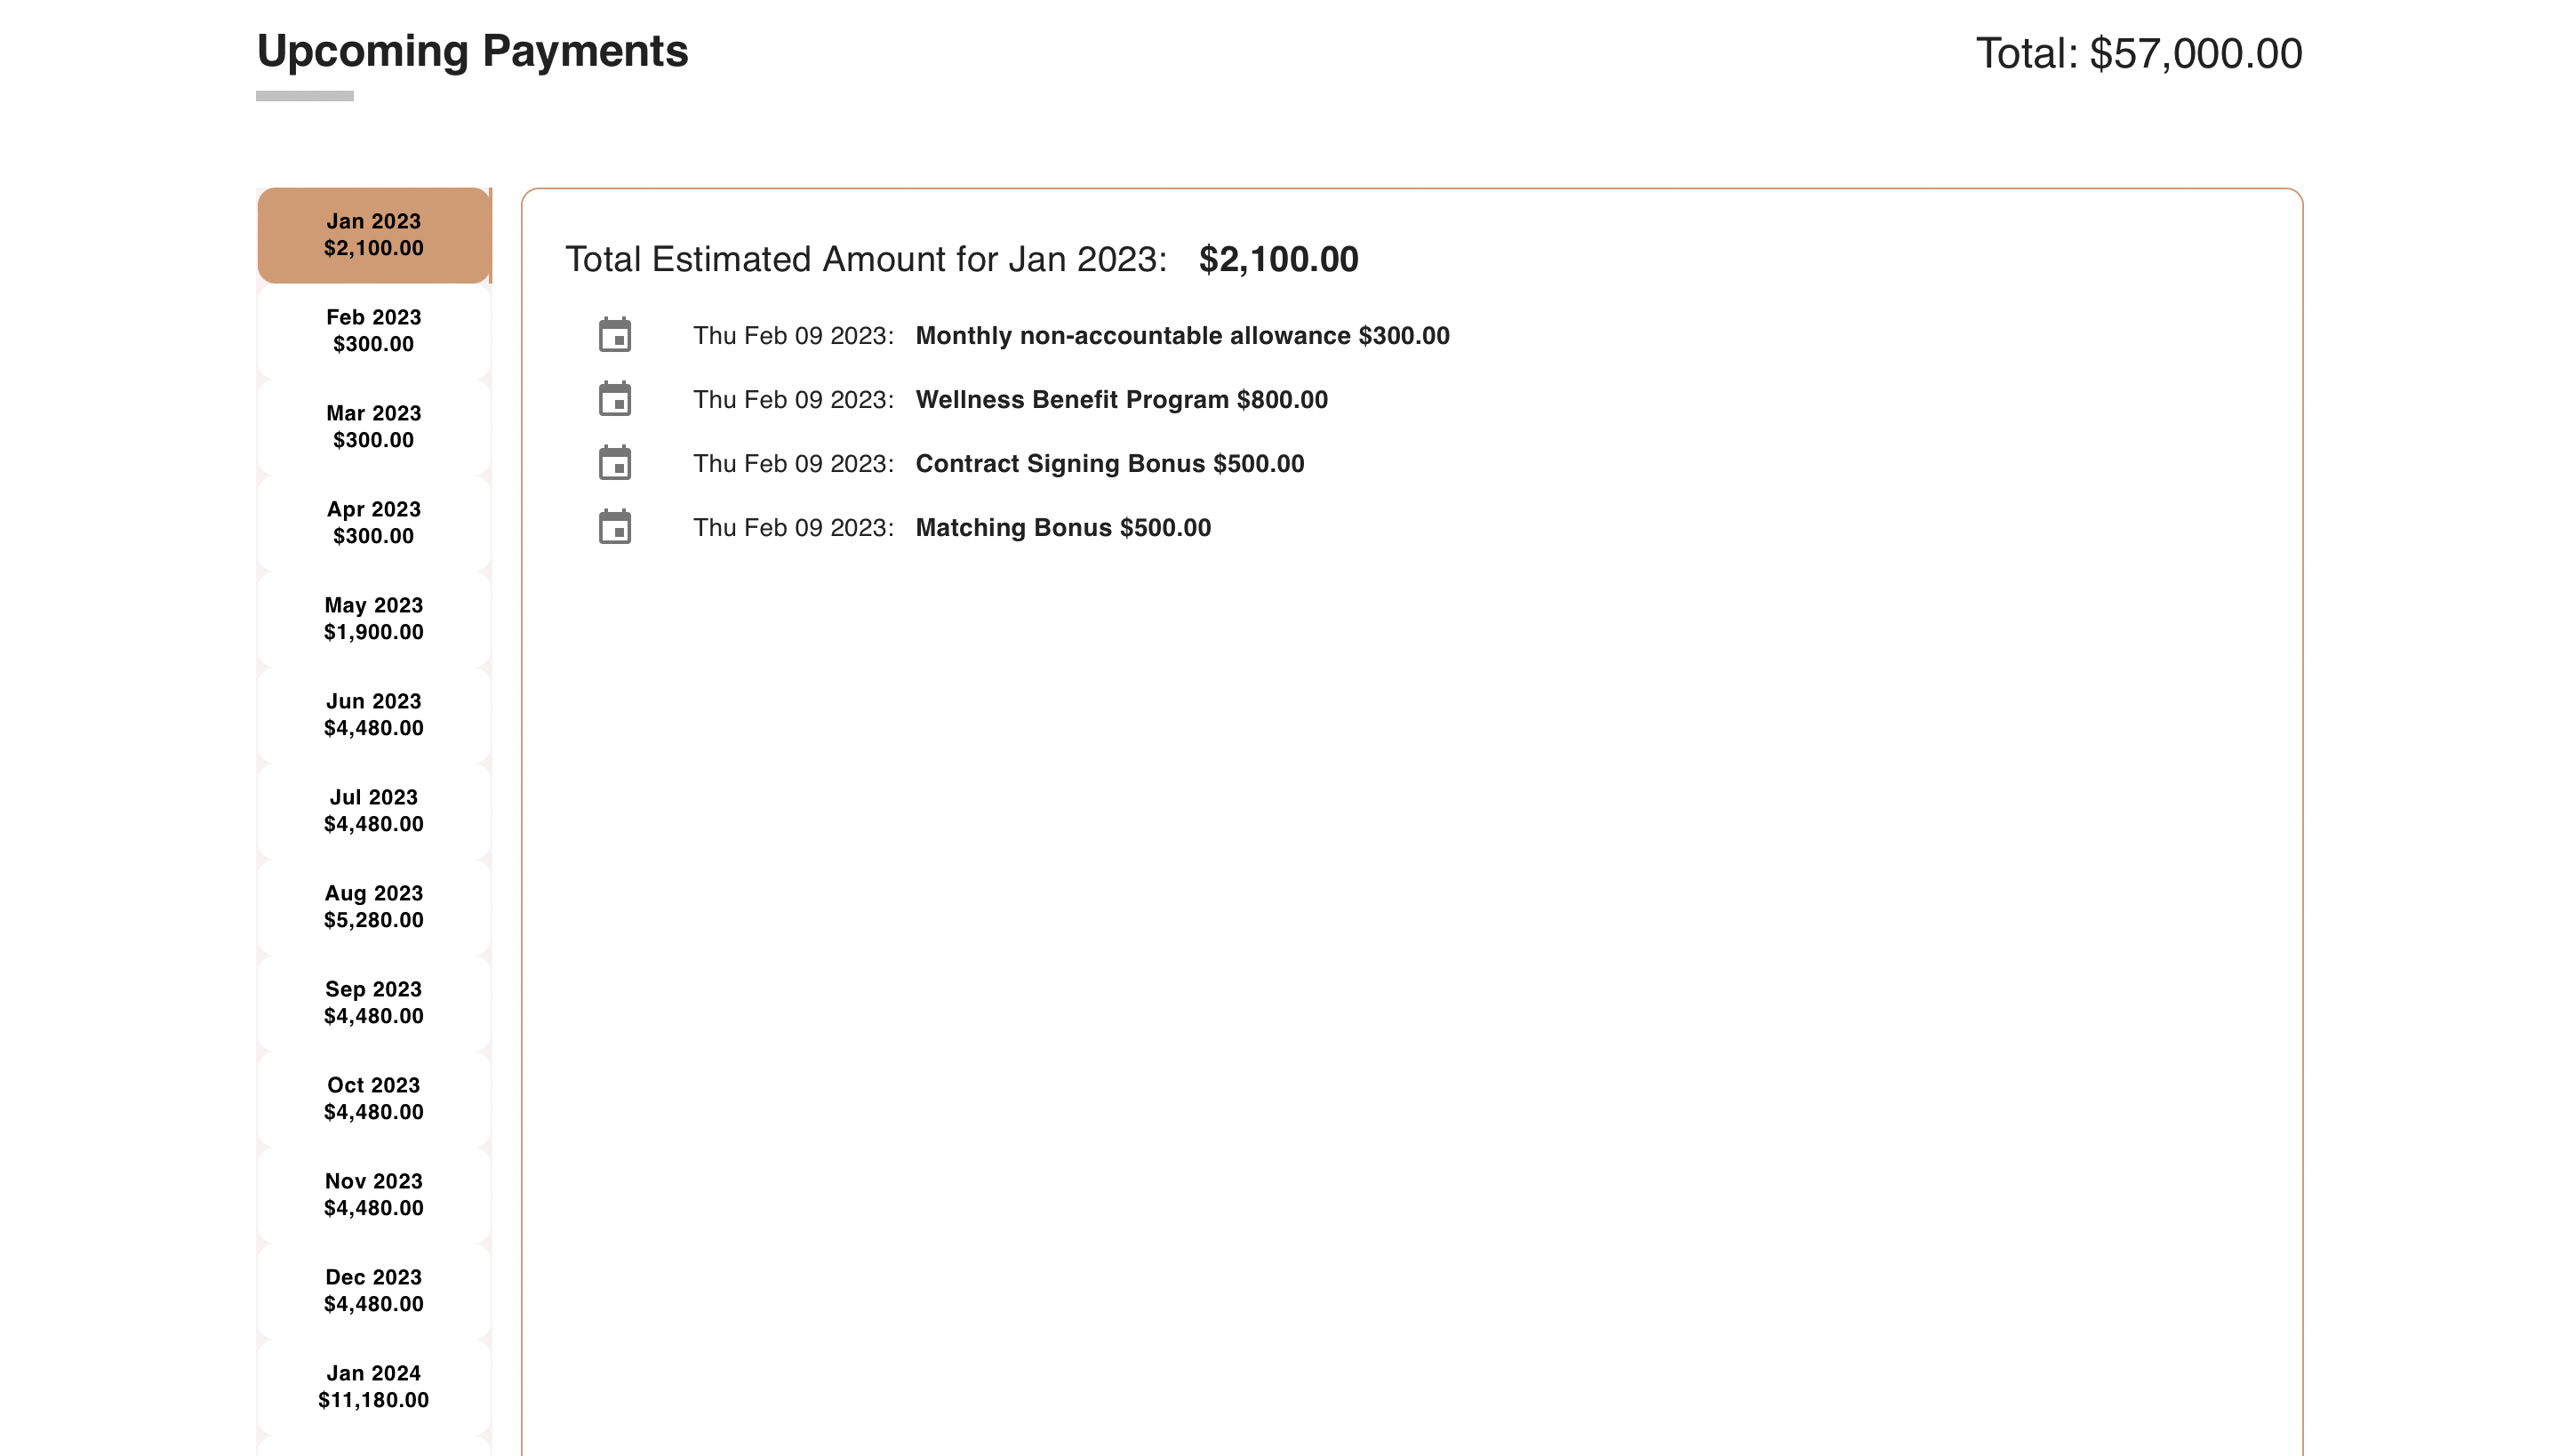 Upcoming Payments
Total: $57,000.00
Jan 2023
$2,100.00
Feb 2023
$300.00
Mar 2023
$300.00
Apr 2023
$300.00
May 2023
$1,900.00
Jun 2023
$4,480.00
Jul 2023
$4,480.00
Aug 2023
$5,280.00
Sep 2023
$4,480.00
Oct 2023
$4,480.00
Nov 2023
$4,480.00
Dec 2023
$4,480.00
Jan 2024
$11,180.00
Total Estimated Amount for Jan 2023: $2,100.00
Thu Feb 09 2023: Monthly non-accountable allowance $300.00
Thu Feb 09 2023: Wellness Benefit Program $800.00
Thu Feb 09 2023: Contract Signing Bonus $500.00
Thu Feb 09 2023: Matching Bonus $500.00